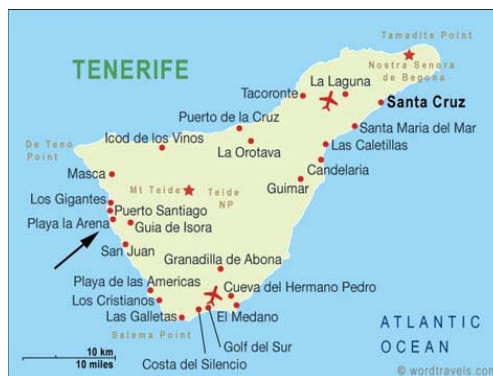 Tamadite Point
Nostra Senora
de Begona
TENERIFE
La Laguna
Tacoronte
Santa Cruz
Puerto de la Cruz
Santa Maria del Mar
De Teno
Point
Icod de los Vinos
La Orotava
Las Caletillas
Candelaria
Masca
Guimar
Mt Teide
Teide
NP
Los Gigantes
Puerto Santiago
Playa la Arena
Guia de Isora
San Juan
Granadilla de Abona
Playa de las Americas
Cueva del Hermano Pedro
Los Cristianos
Las Galletas
El Medano
Salema Point
Golf del Sur
Costa del Silencio
ATLANTIC
OCEAN
10 km
10 miles
© wordtravels.com